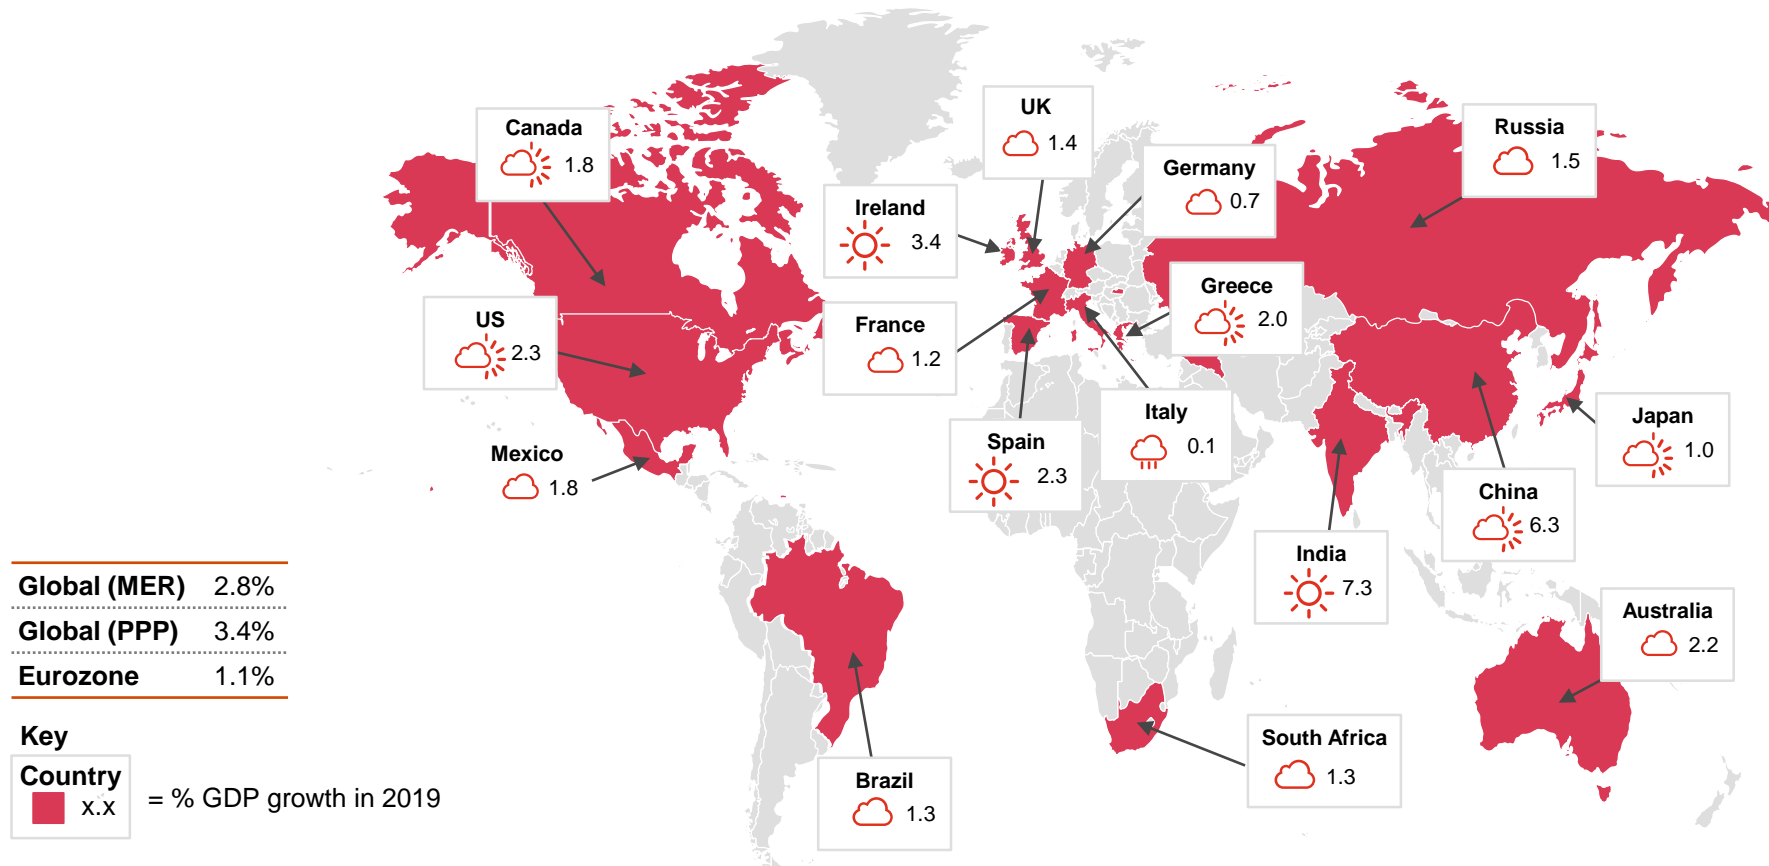 Canada
1.8
UK
1.4
Russia
1.5
Germany
0.7
Ireland
3.4
Greece
2.0
US
2.3
France
1.2
Italy
0.1
Japan
1.0
Spain
2.3
Mexico
1.8
China
6.3
India
7.3
Global (MER) 2.8%
Global (PPP) 3.4%
Eurozone 1.1%
Australia
2.2
South Africa
1.3
Brazil
1.3
Key
Country
x.x
= % GDP growth in 2019